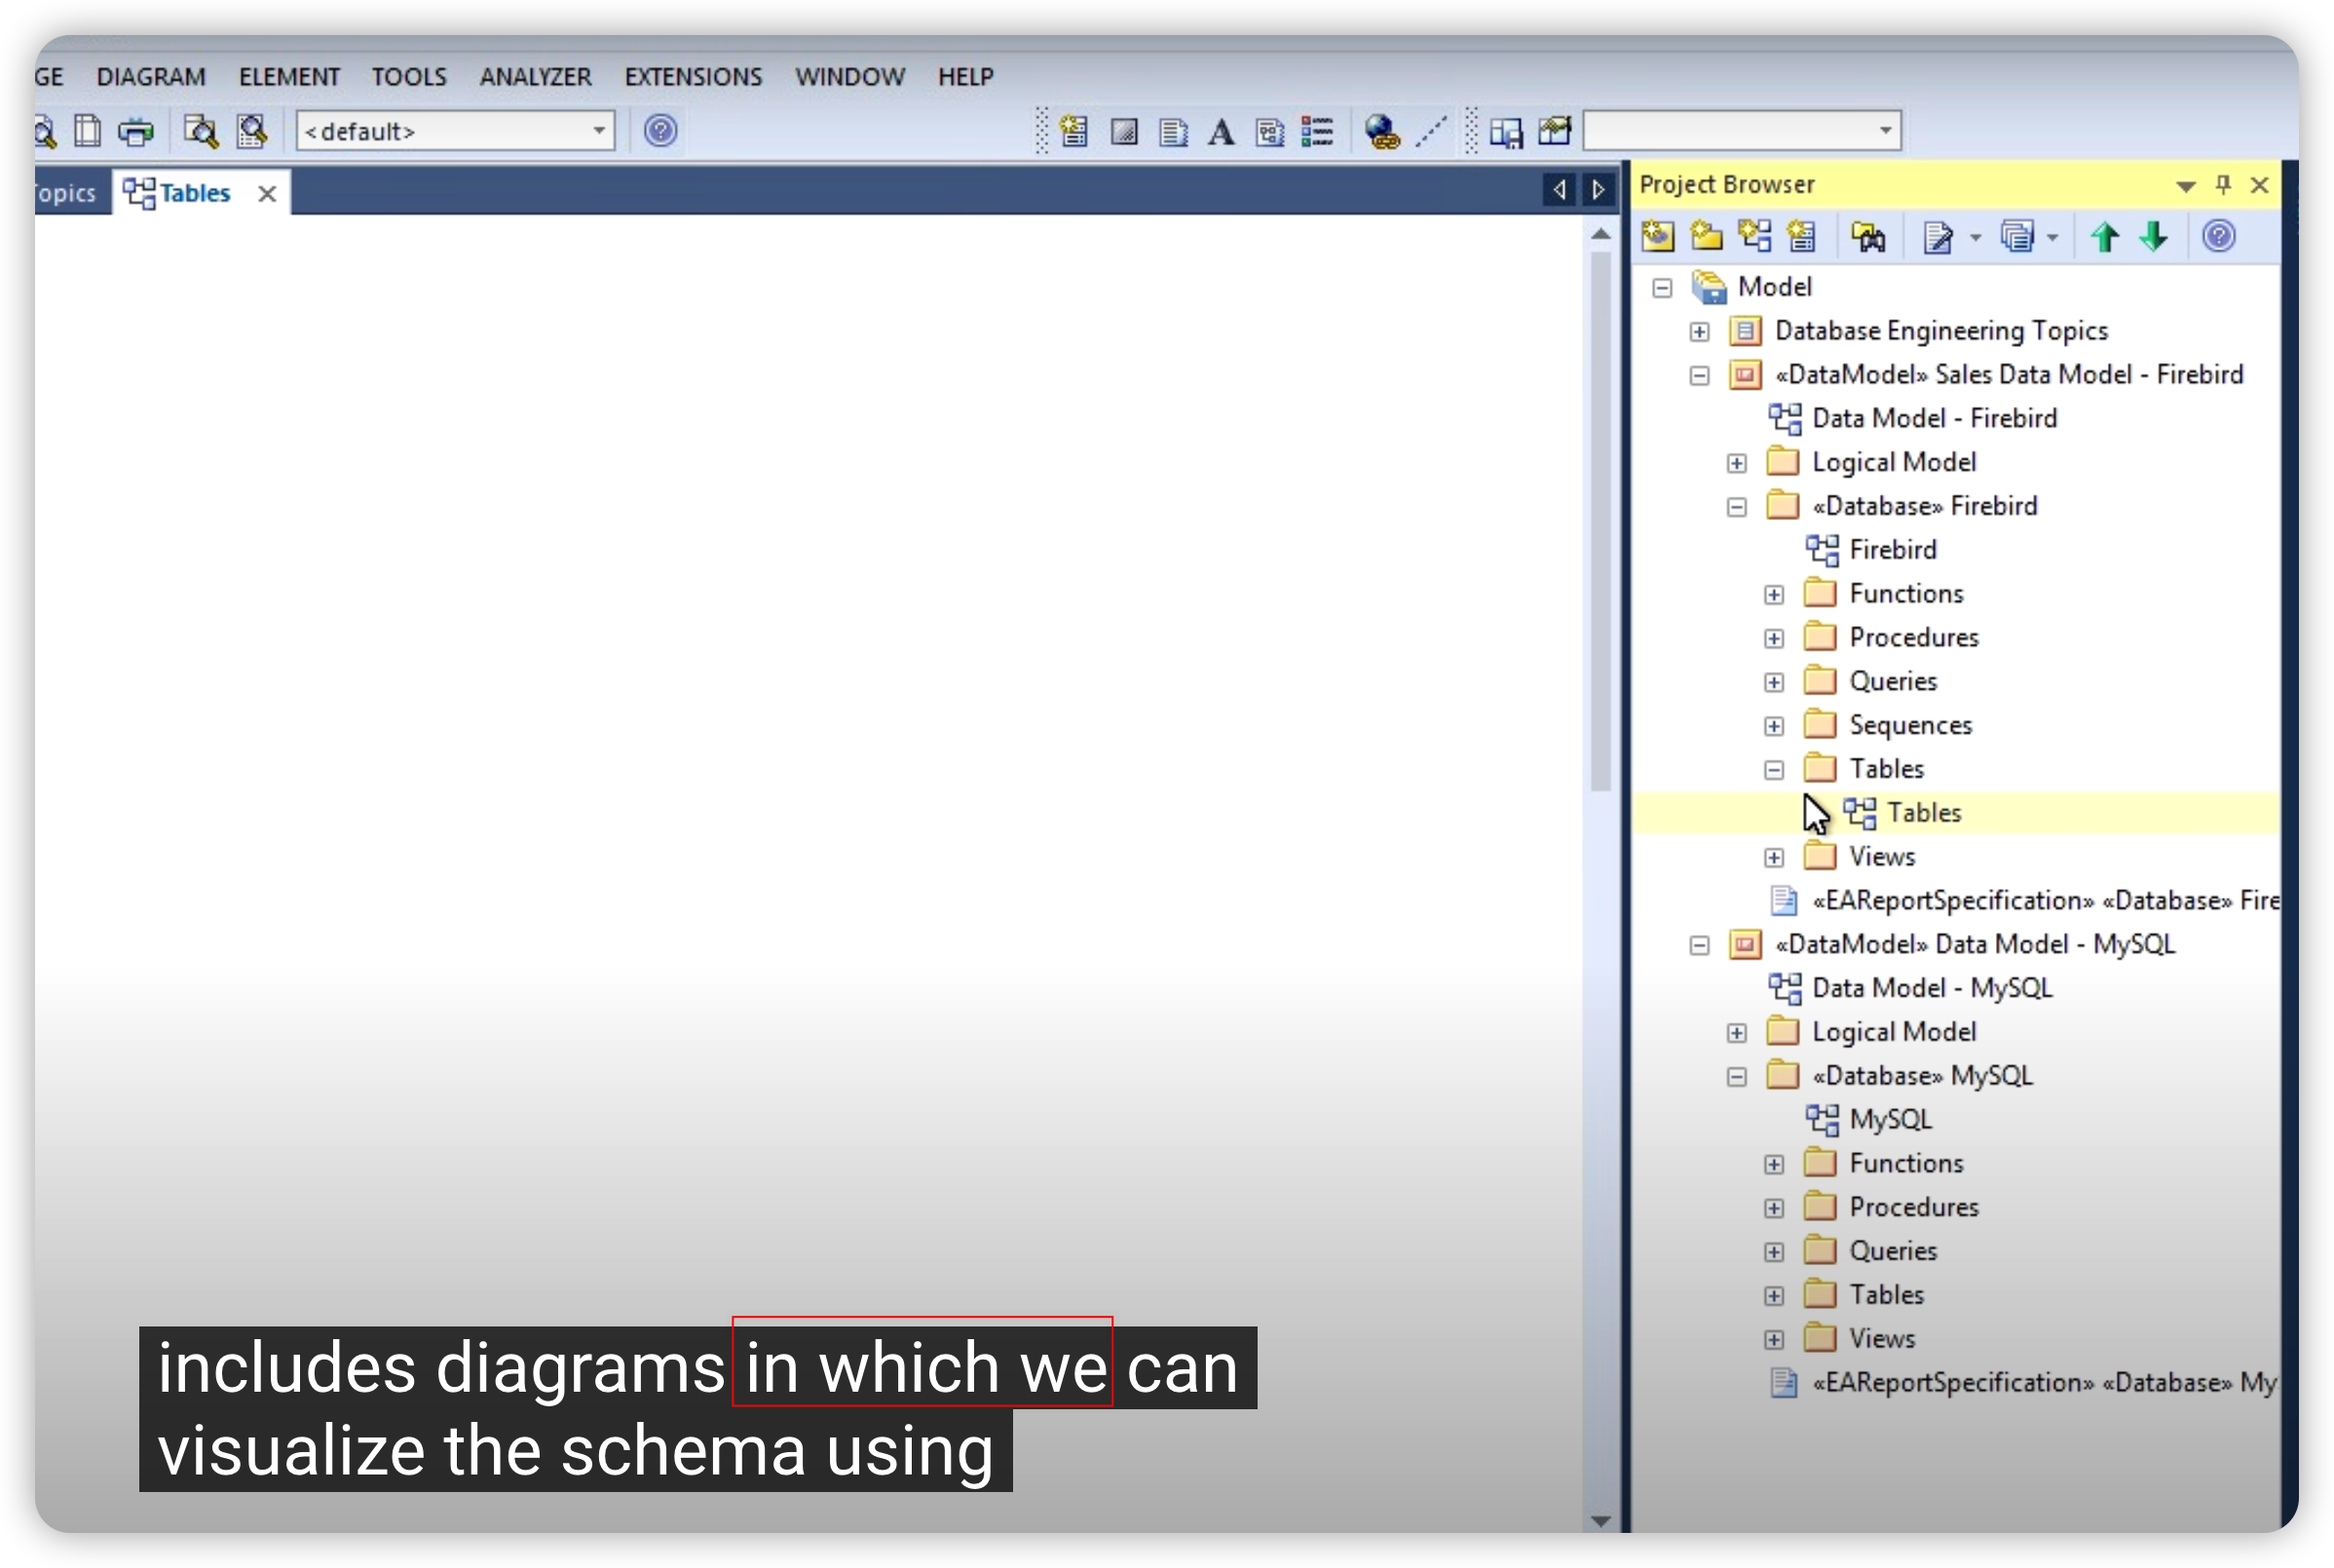 GE DIAGRAM ELEMENT TOOLS ANALYZER EXTENSIONS WINDOW HELP
<default>
A
opics
Tables
Project Browser
Model
Database Engineering Topics
«DataModel» Sales Data Model - Firebird
Data Model - Firebird
Logical Model
«Database» Firebird
Firebird
Functions
Procedures
Queries
Sequences
Tables
Tables
Views
«EAReportSpecification» «Database» Fire
«DataModel» Data Model - MySQL
Data Model - MySQL
Logical Model
«Database» MySQL
MySQL
Functions
Procedures
Queries
Tables
Views
«EAReportSpecification» «Database» My
includes diagrams in which we can
visualize the schema using